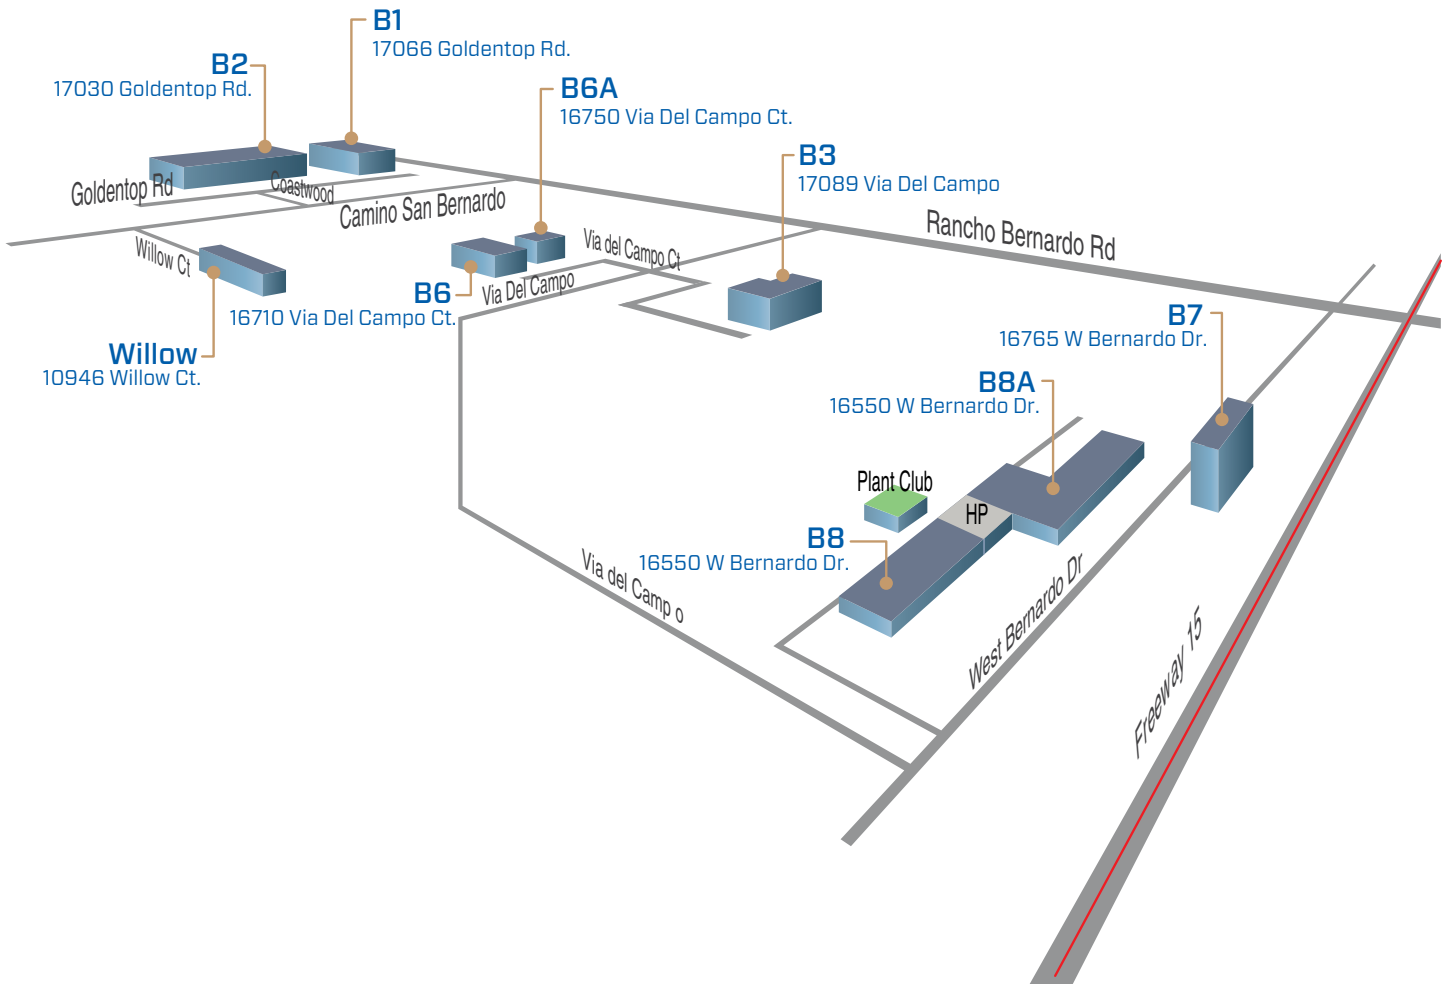 B1
17066 Goldentop Rd.
B2
17030 Goldentop Rd.
B6A
16750 Via Del Campo Ct.
B3
17089 Via Del Campo
Goldentop Rd
Coastwood
Camino San Bernardo
Rancho Bernardo Rd
Willow Ct
Via del Campo Ct
Via Del Campo
B6
16710 Via Del Campo Ct.
Willow
10946 Willow Ct.
B7
16765 W Bernardo Dr.
B8A
16550 W Bernardo Dr.
Plant Club
HP
B8
16550 W Bernardo Dr.
Via del Camp o
West Bernardo Dr
Freeway 15